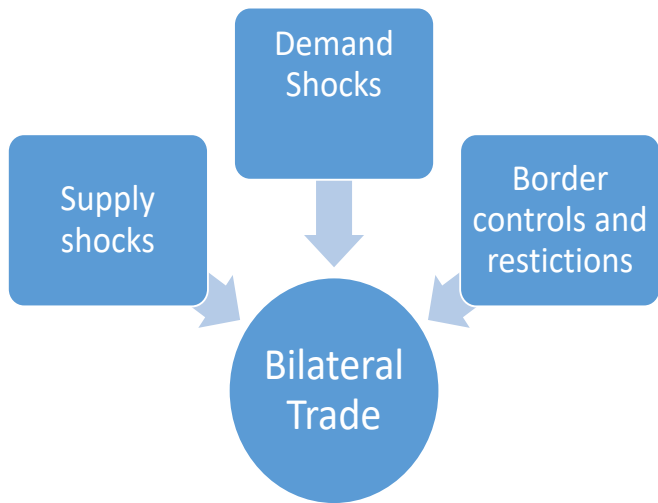 Demand
Shocks
Supply
shocks
Border
controls and
restictions
Bilateral
Trade